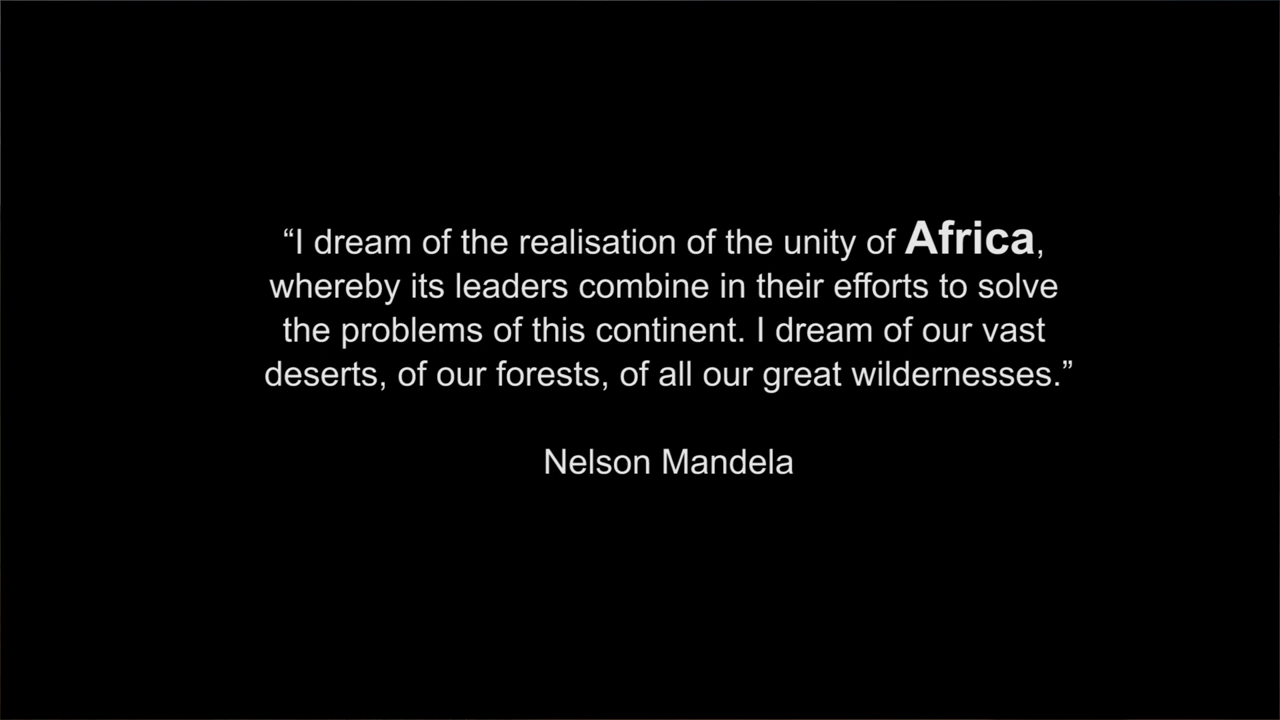 “I dream of the realisation of the unity of Africa,
whereby its leaders combine in their efforts to solve
the problems of this continent. I dream of our vast
deserts, of our forests, of all our great wildernesses.”
Nelson Mandela